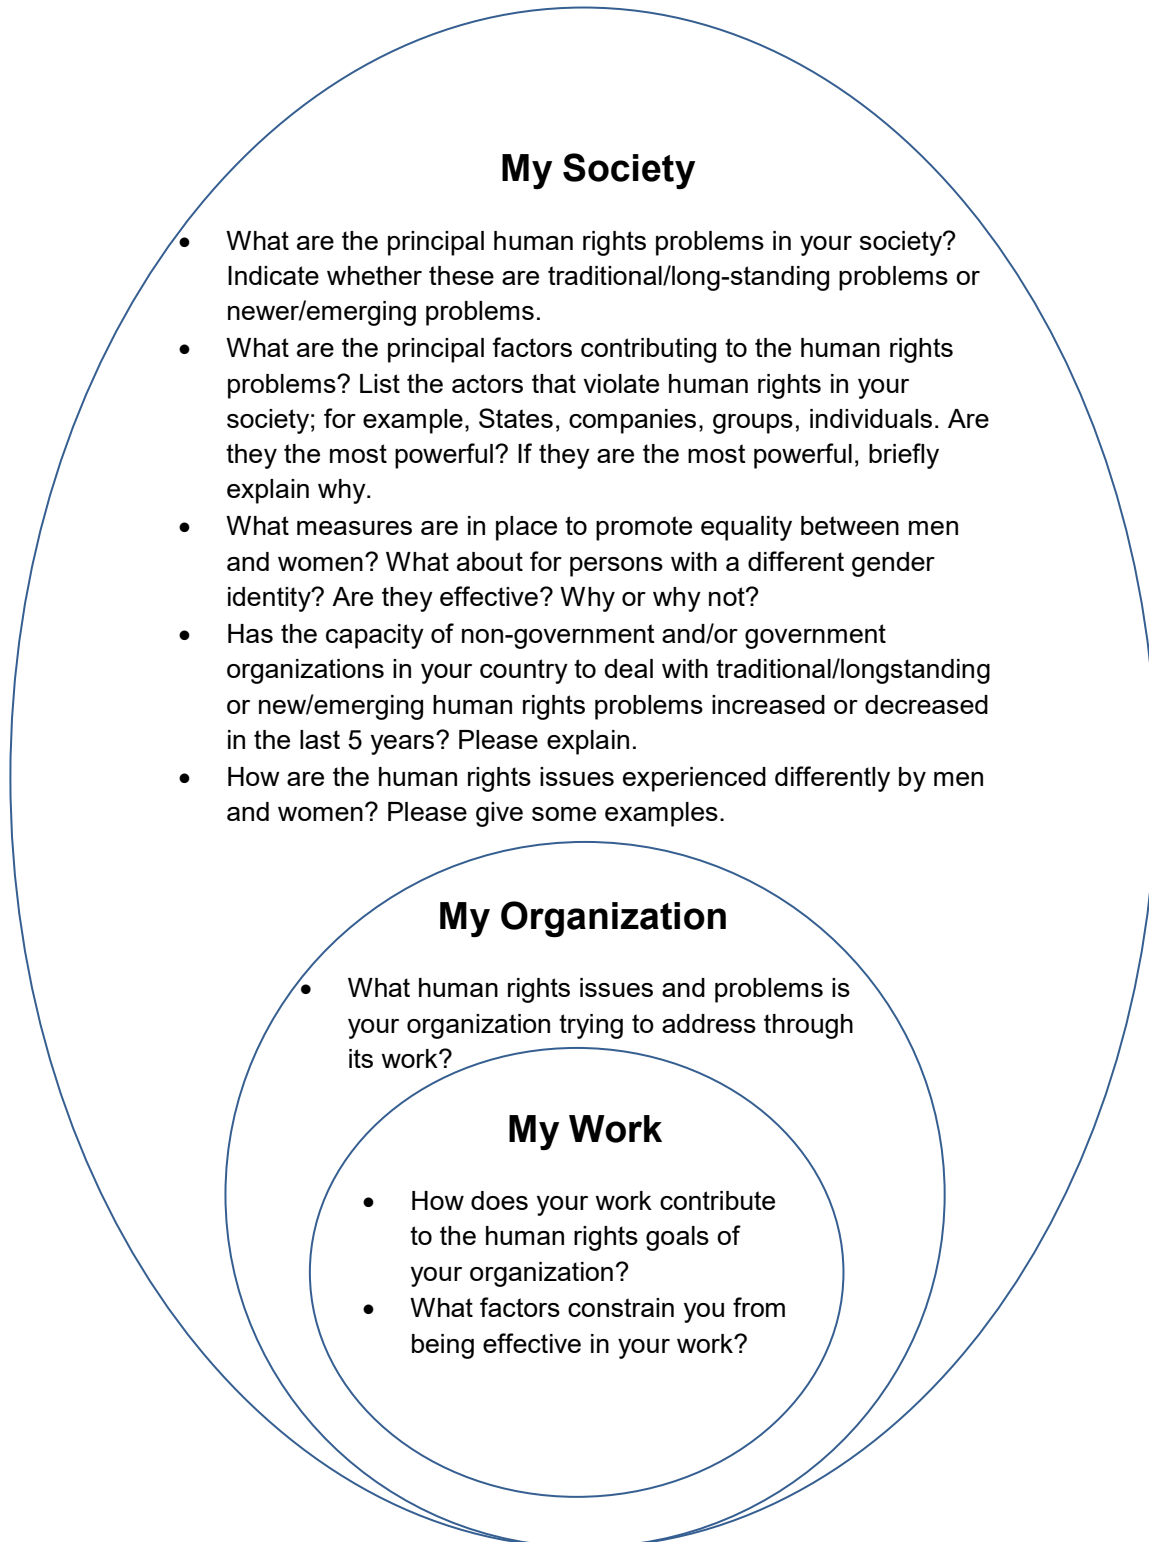 My Society
• What are the principal human rights problems in your society?
Indicate whether these are traditional/long-standing problems or
newer/emerging problems.
• What are the principal factors contributing to the human rights
problems? List the actors that violate human rights in your
society; for example, States, companies, groups, individuals. Are
they the most powerful? If they are the most powerful, briefly
explain why.
• What measures are in place to promote equality between men
and women? What about for persons with a different gender
identity? Are they effective? Why or why not?
• Has the capacity of non-government and/or government
organizations in your country to deal with traditional/longstanding
or new/emerging human rights problems increased or decreased
in the last 5 years? Please explain.
• How are the human rights issues experienced differently by men
and women? Please give some examples.
My Organization
• What human rights issues and problems is
your organization trying to address through
its work?
My Work
• How does your work contribute
to the human rights goals of
your organization?
• What factors constrain you from
being effective in your work?